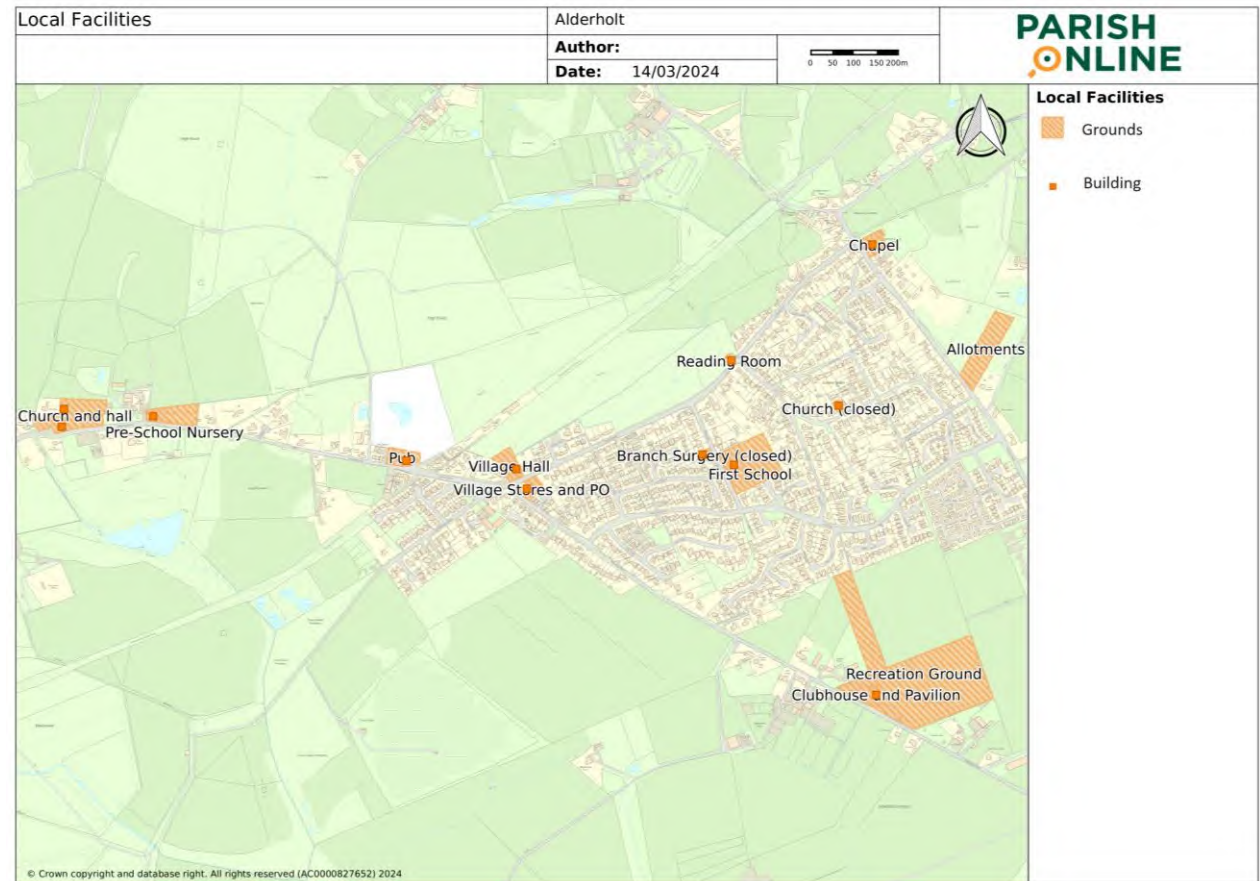 Local Facilities
Alderholt
Author:
Date: 14/03/2024
0 50 100 150 200m
PARISH
ONLINE
Local Facilities
Grounds
Building
Chapel
Allotments
Reading Room
Church (closed)
Church and hall
Pre-School Nursery
Pub
Village Hall
Village Stores and PO
Branch Surgery (closed)
First School
Recreation Ground
Clubhouse and Pavilion
© Crown copyright and database right. All rights reserved (AC0000827652) 2024